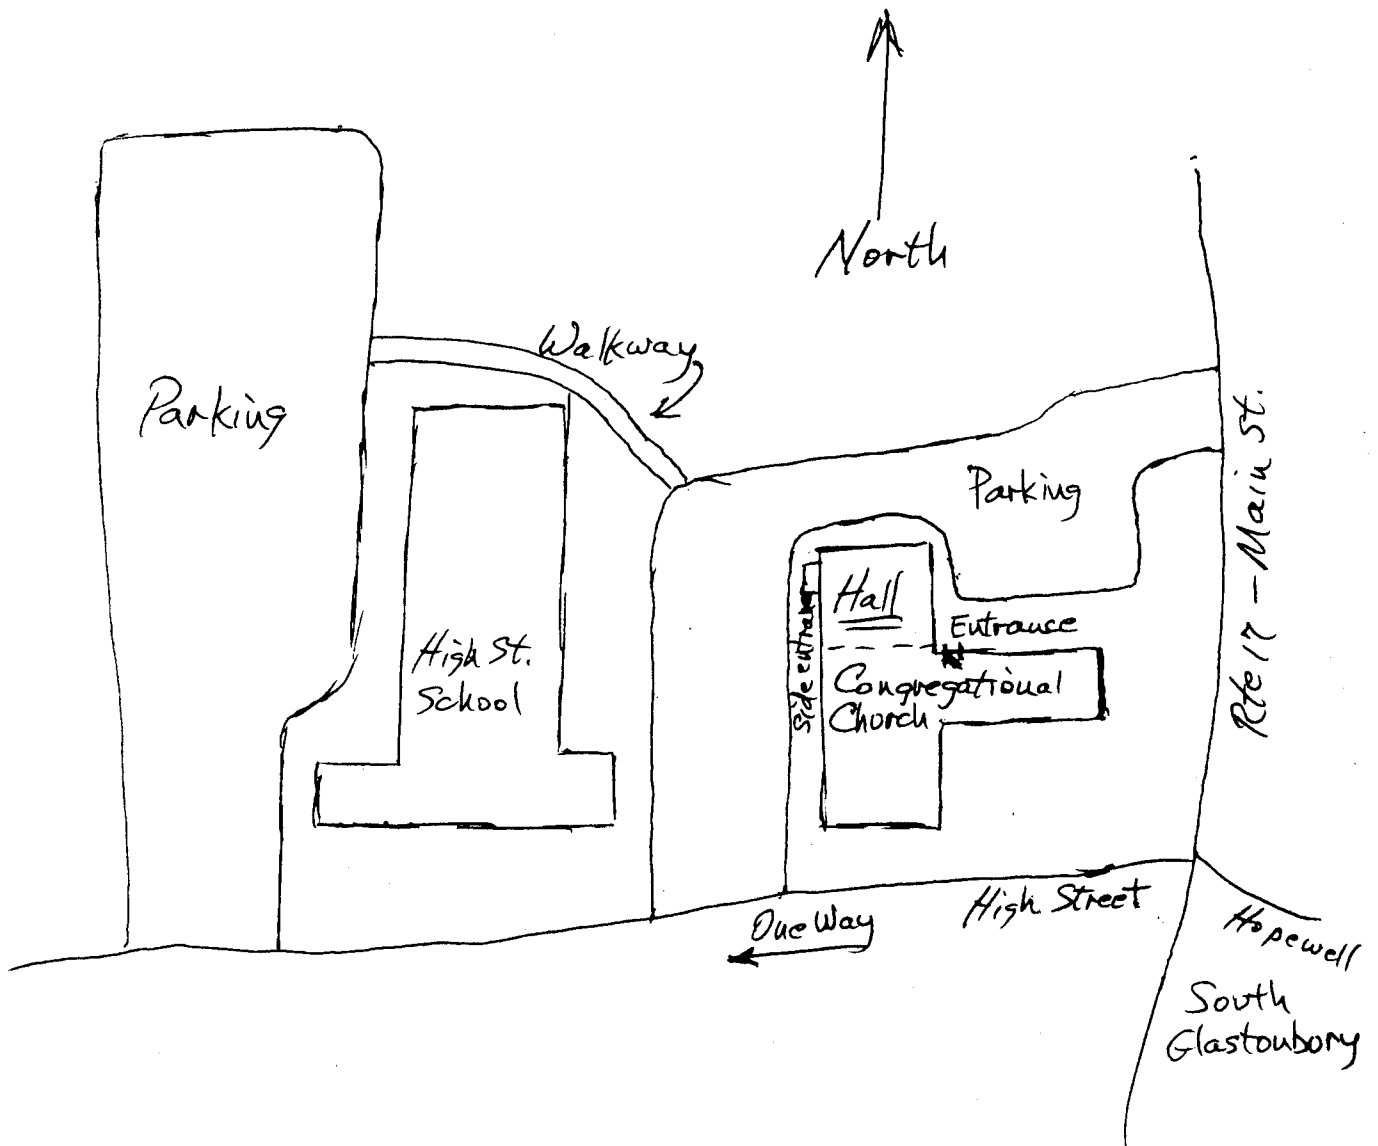 North
Walkway
Parking
Parking
Rte 17 - Main St.
Hall
Entrance
side entrance
High St.
School
Congregational
Church
One Way
High Street
Hopewell
South
Glastonbury